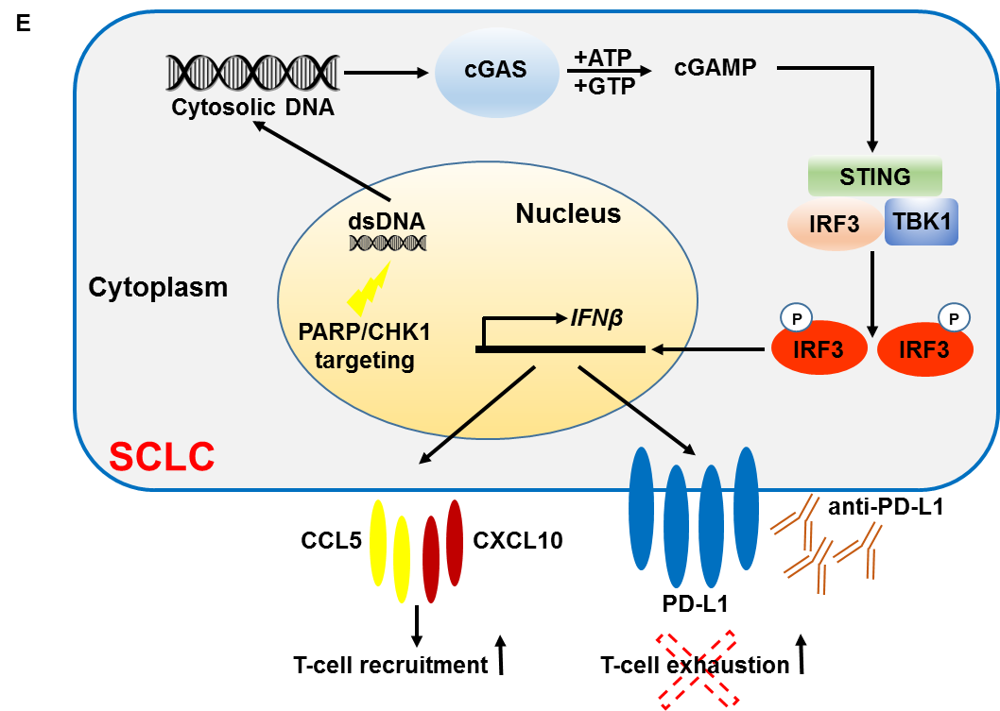 E
cGAS
+ATP
+GTP
cGAMP
Cytosolic DNA
STING
IRF3
TBK1
Nucleus
dsDNA
Cytoplasm
PARP/CHK1
targeting
IFNβ
P
P
IRF3
IRF3
SCLC
anti-PD-L1
CCL5
CXCL10
PD-L1
T-cell recruitment
T-cell exhaustion